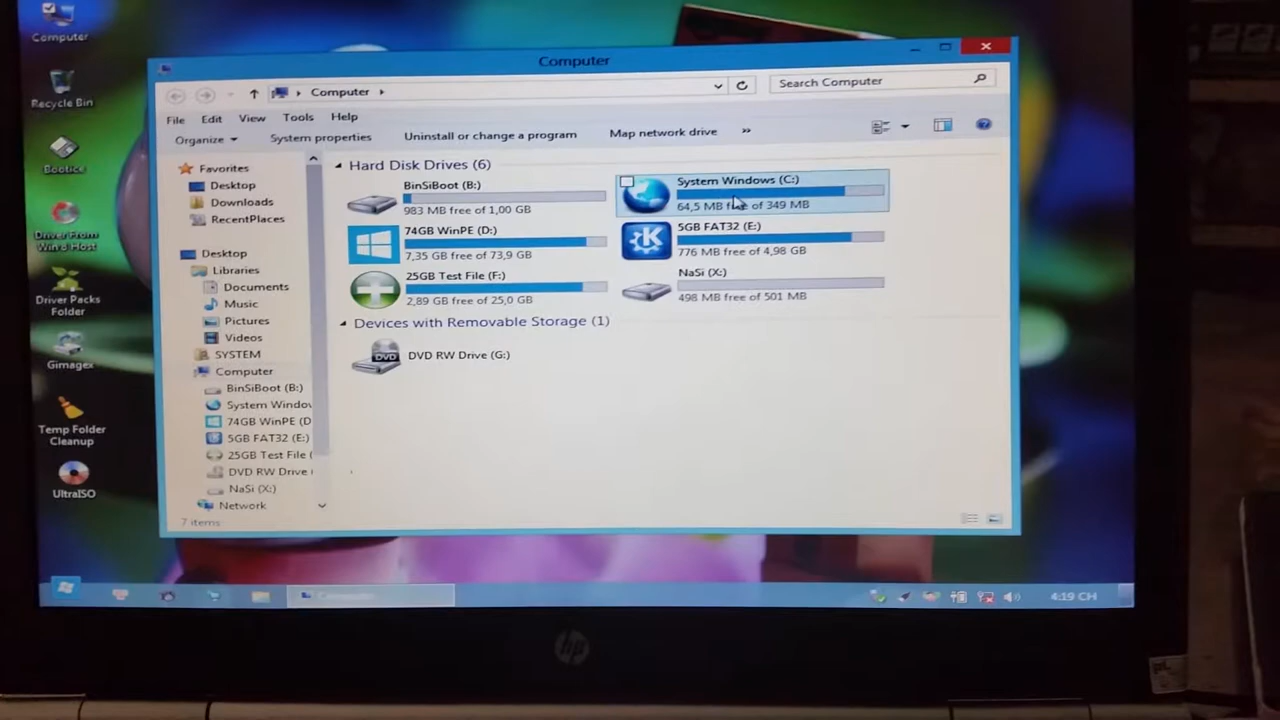 Computer
Computer
Recycle Bin
Bootice
Driver From
Win 8 Host
Driver Packs
Folder
Gimagex
Temp Folder
Cleanup
UltraISO
Computer
Search Computer
File Edit View Tools Help
Organize System properties Uninstall or change a program Map network drive »
Favorites
Desktop
Downloads
RecentPlaces
Desktop
Libraries
Documents
Music
Pictures
Videos
SYSTEM
Computer
BinSiBoot (B:)
System Windov
74GB WinPE (D
5GB FAT32 (E:)
25GB Test File (
DVD RW Drive (
NaSi (X:)
Network
7 items
Hard Disk Drives (6)
BinSiBoot (B:)
983 MB free of 1,00 GB
System Windows (C:)
64,5 MB free of 349 MB
74GB WinPE (D:)
7,35 GB free of 73,9 GB
5GB FAT32 (E:)
776 MB free of 4,98 GB
25GB Test File (F:)
2,89 GB free of 25,0 GB
NaSi (X:)
498 MB free of 501 MB
Devices with Removable Storage (1)
DVD
DVD RW Drive (G:)
4:19 CH
hp